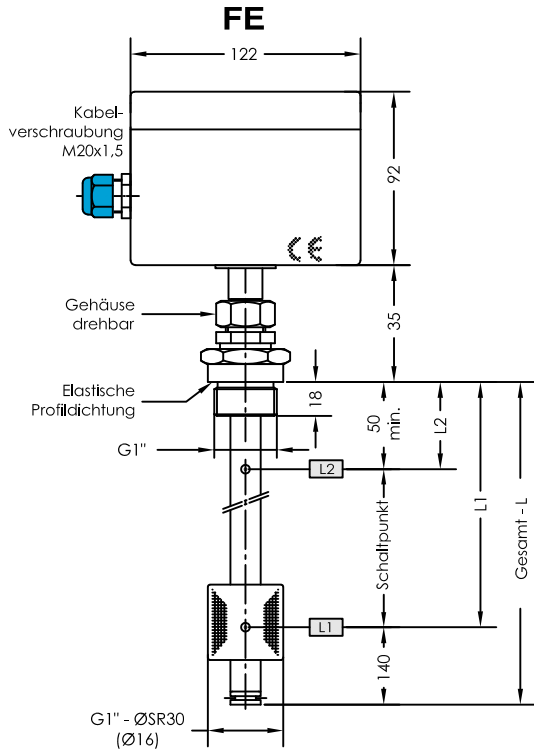 FE
122
Kabel-
verschraubung
M20x1,5
92
CE
Gehäuse
drehbar
35
Elastische
Profildichtung
18
50
min.
L2
G1"
L2
L1
Gesamt - L
Schaltpunkt
L1
140
G1" - ØSR30
(Ø16)